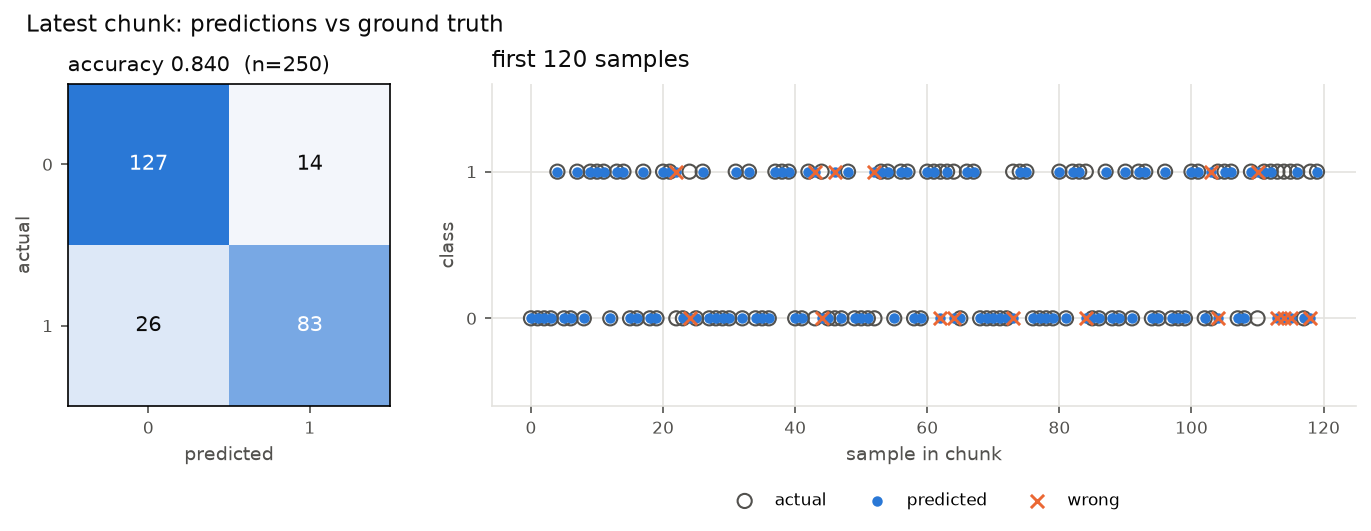 Latest chunk: predictions vs ground truth
accuracy 0.840  (n=250)
actual
0
1
127
14
26
83
0
1
predicted
first 120 samples
class
1
0
0
20
40
60
80
100
120
sample in chunk
actual
predicted
wrong